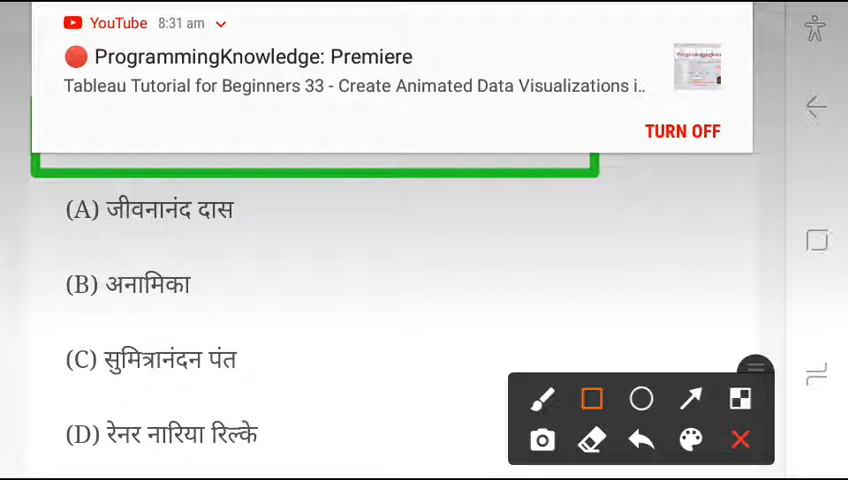 YouTube 8:31 am
🔴 ProgrammingKnowledge: Premiere
Tableau Tutorial for Beginners 33 - Create Animated Data Visualizations i..
TURN OFF
(A) जीवनानंद दास
(B) अनामिका
(C) सुमित्रानंदन पंत
(D) रेनर नारिया रिल्के